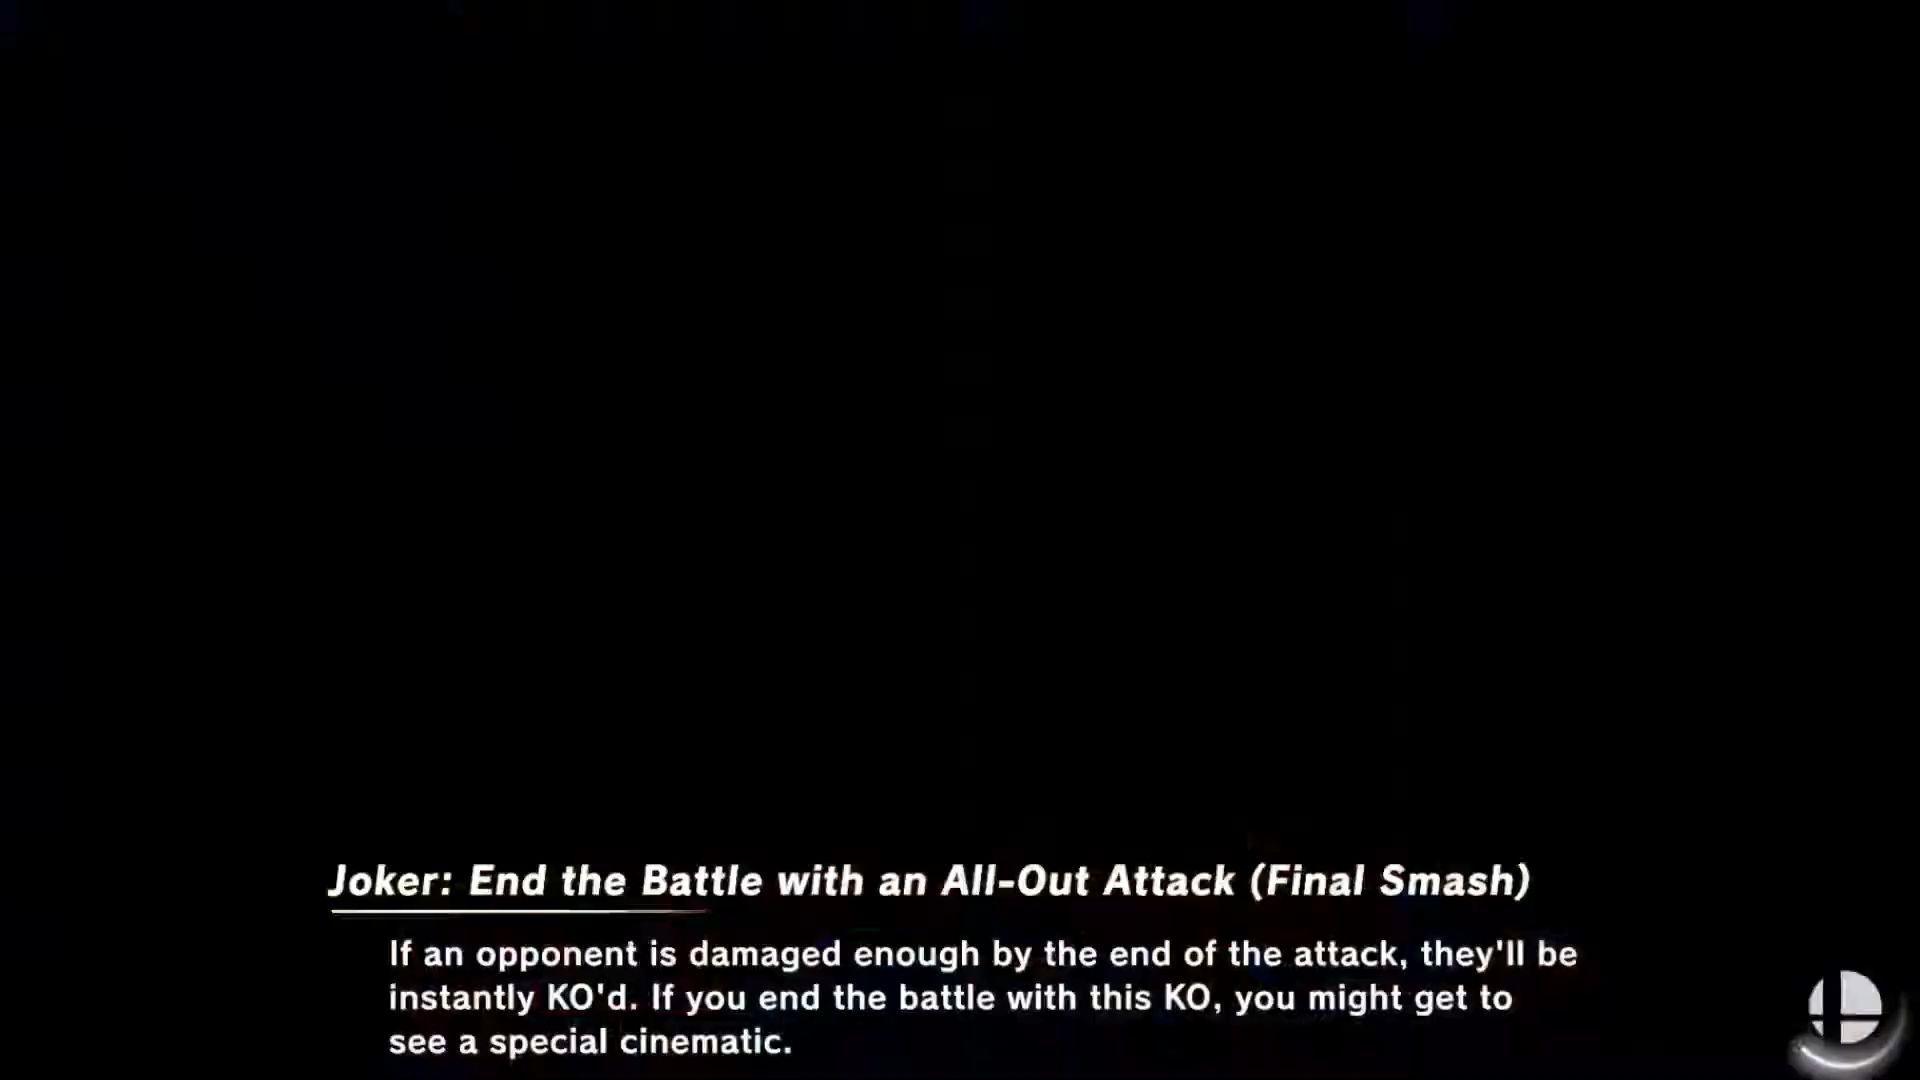 Joker: End the Battle with an All-Out Attack (Final Smash)
If an opponent is damaged enough by the end of the attack, they'll be
instantly KO'd. If you end the battle with this KO, you might get to
see a special cinematic.